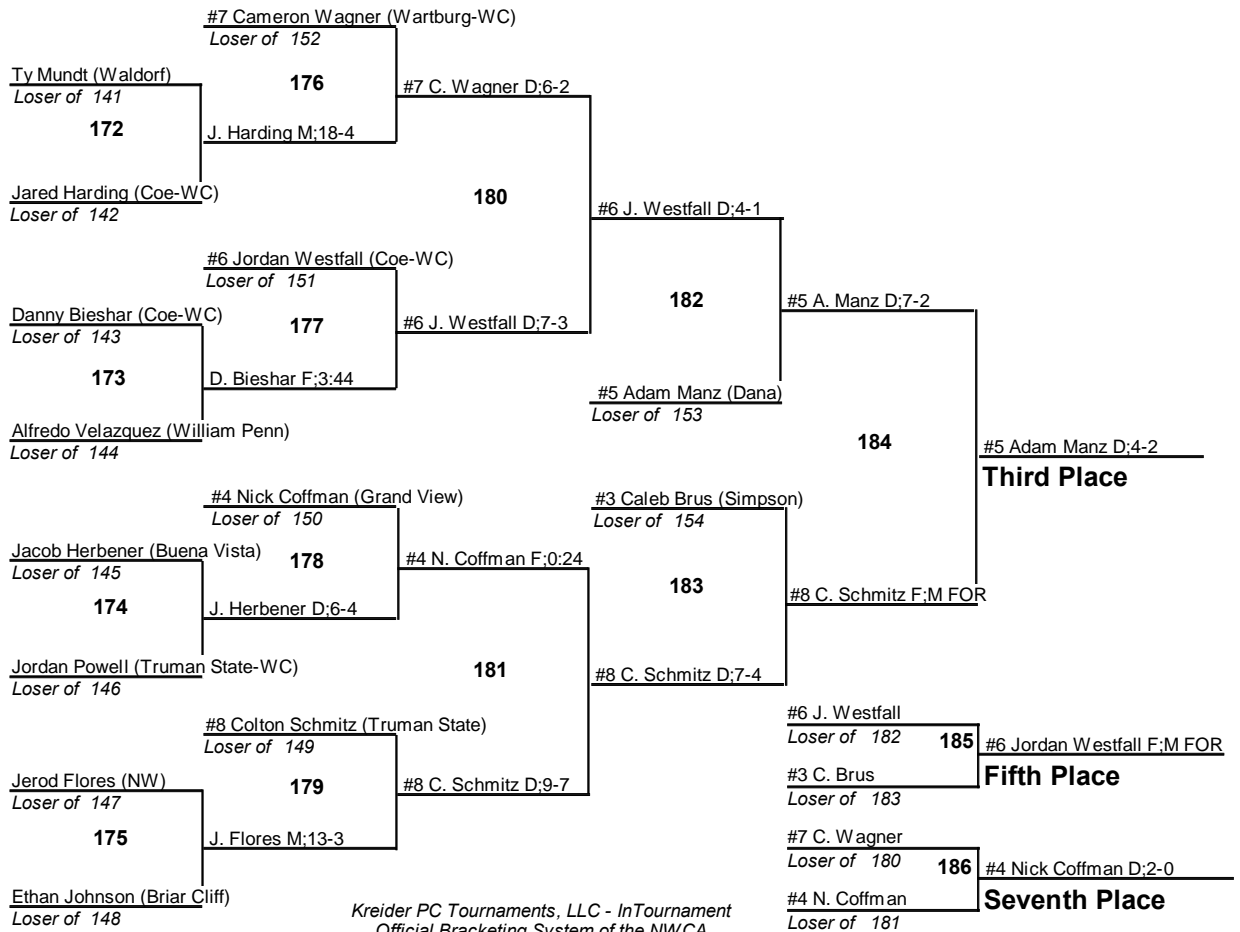 #7 Cameron Wagner (Wartburg-WC)
Loser of 152
Ty Mundt (Waldorf)
Loser of 141
176
#7 C. Wagner D;6-2
172
J. Harding M;18-4
Jared Harding (Coe-WC)
Loser of 142
180
#6 J. Westfall D;4-1
#6 Jordan Westfall (Coe-WC)
Loser of 151
Danny Bieshar (Coe-WC)
Loser of 143
177
#6 J. Westfall D;7-3
182
#5 A. Manz D;7-2
173
D. Bieshar F;3:44
#5 Adam Manz (Dana)
Loser of 153
Alfredo Velazquez (William Penn)
Loser of 144
184
#5 Adam Manz D;4-2
Third Place
#4 Nick Coffman (Grand View)
Loser of 150
#3 Caleb Brus (Simpson)
Loser of 154
Jacob Herbener (Buena Vista)
Loser of 145
178
#4 N. Coffman F;0:24
183
174
J. Herbener D;6-4
#8 C. Schmitz F;M FOR
Jordan Powell (Truman State-WC)
Loser of 146
181
#8 C. Schmitz D;7-4
#8 Colton Schmitz (Truman State)
Loser of 149
#6 J. Westfall
Loser of 182
185
#6 Jordan Westfall F;M FOR
Fifth Place
Jerod Flores (NW)
Loser of 147
179
#8 C. Schmitz D;9-7
#3 C. Brus
Loser of 183
175
J. Flores M;13-3
#7 C. Wagner
Loser of 180
186
#4 Nick Coffman D;2-0
Seventh Place
Ethan Johnson (Briar Cliff)
Loser of 148
#4 N. Coffman
Loser of 181
Kreider PC Tournaments, LLC - InTournament
Official Bracketing System of the NWCA